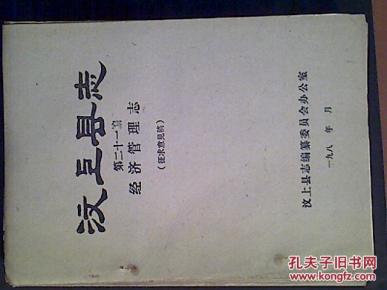 汶上县志
第二十一编
经济管理志
(征求意见稿)
汶上县志编纂委员会办公室
一九八 年 月
孔夫子旧书网